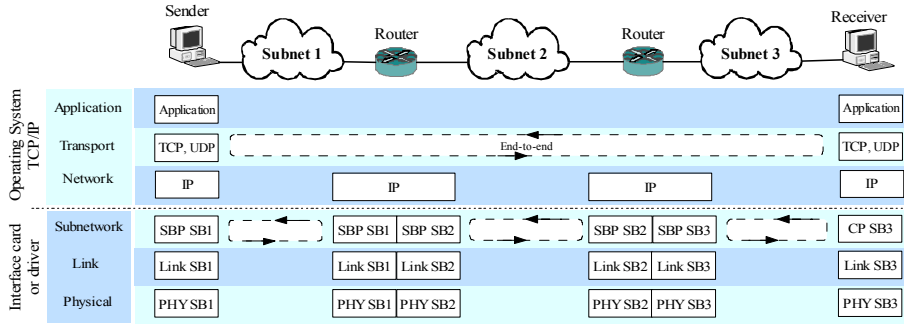 Sender
Receiver
Router
Router
Subnet 1
Subnet 2
Subnet 3
Operating System
TCP/IP
Application
Application
Application
Transport
TCP, UDP
End-to-end
TCP, UDP
Network
IP
IP
IP
IP
Interface card
or driver
Subnetwork
SBP SB1
SBP SB1
SBP SB2
SBP SB2
SBP SB3
CP SB3
Link
Link SB1
Link SB1
Link SB2
Link SB2
Link SB3
Link SB3
Physical
PHY SB1
PHY SB1
PHY SB2
PHY SB2
PHY SB3
PHY SB3